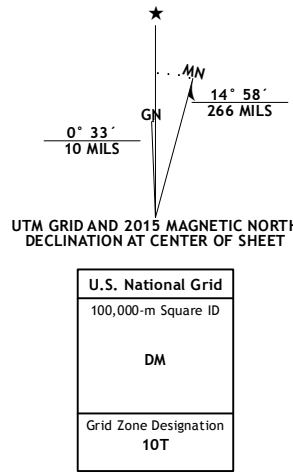 ★
MN
GN
0° 33´
10 MILS
14° 58´
266 MILS
UTM GRID AND 2015 MAGNETIC NORTH
DECLINATION AT CENTER OF SHEET
U.S. National Grid
100,000-m Square ID
DM
Grid Zone Designation
10T